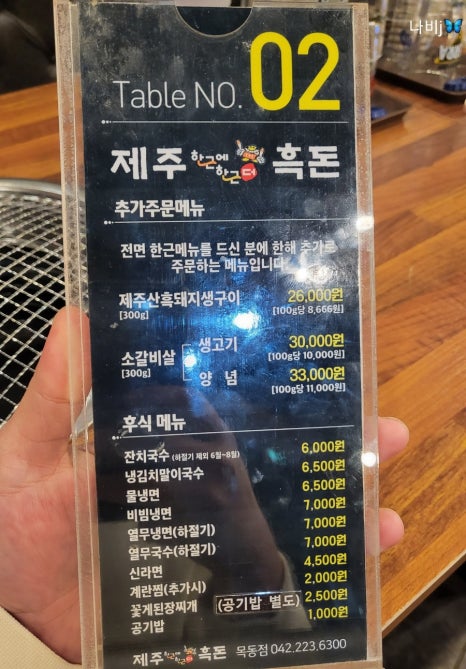 나비j
Table NO. 02
제주 한근에 한근더 흑돈
추가주문메뉴
전면 한근메뉴를 드신 분에 한해 추가로
주문하는 메뉴입니다
제주산흑돼지생구이 26,000원
[300g] [100g당 8,666원]
소갈비살 생고기 30,000원
[300g] [100g당 10,000원]
양 념 33,000원
[100g당 11,000원]
후식 메뉴
잔치국수 (하절기 제외 6월~8월) 6,000원
냉김치말이국수 6,500원
물냉면 6,500원
비빔냉면 7,000원
열무냉면(하절기) 7,000원
열무국수(하절기) 7,000원
신라면 4,500원
계란찜(추가시) 2,000원
꽃게된장찌개 (공기밥 별도) 2,500원
공기밥 1,000원
제주 한근에 한근더 흑돈 목동점 042.223.6300